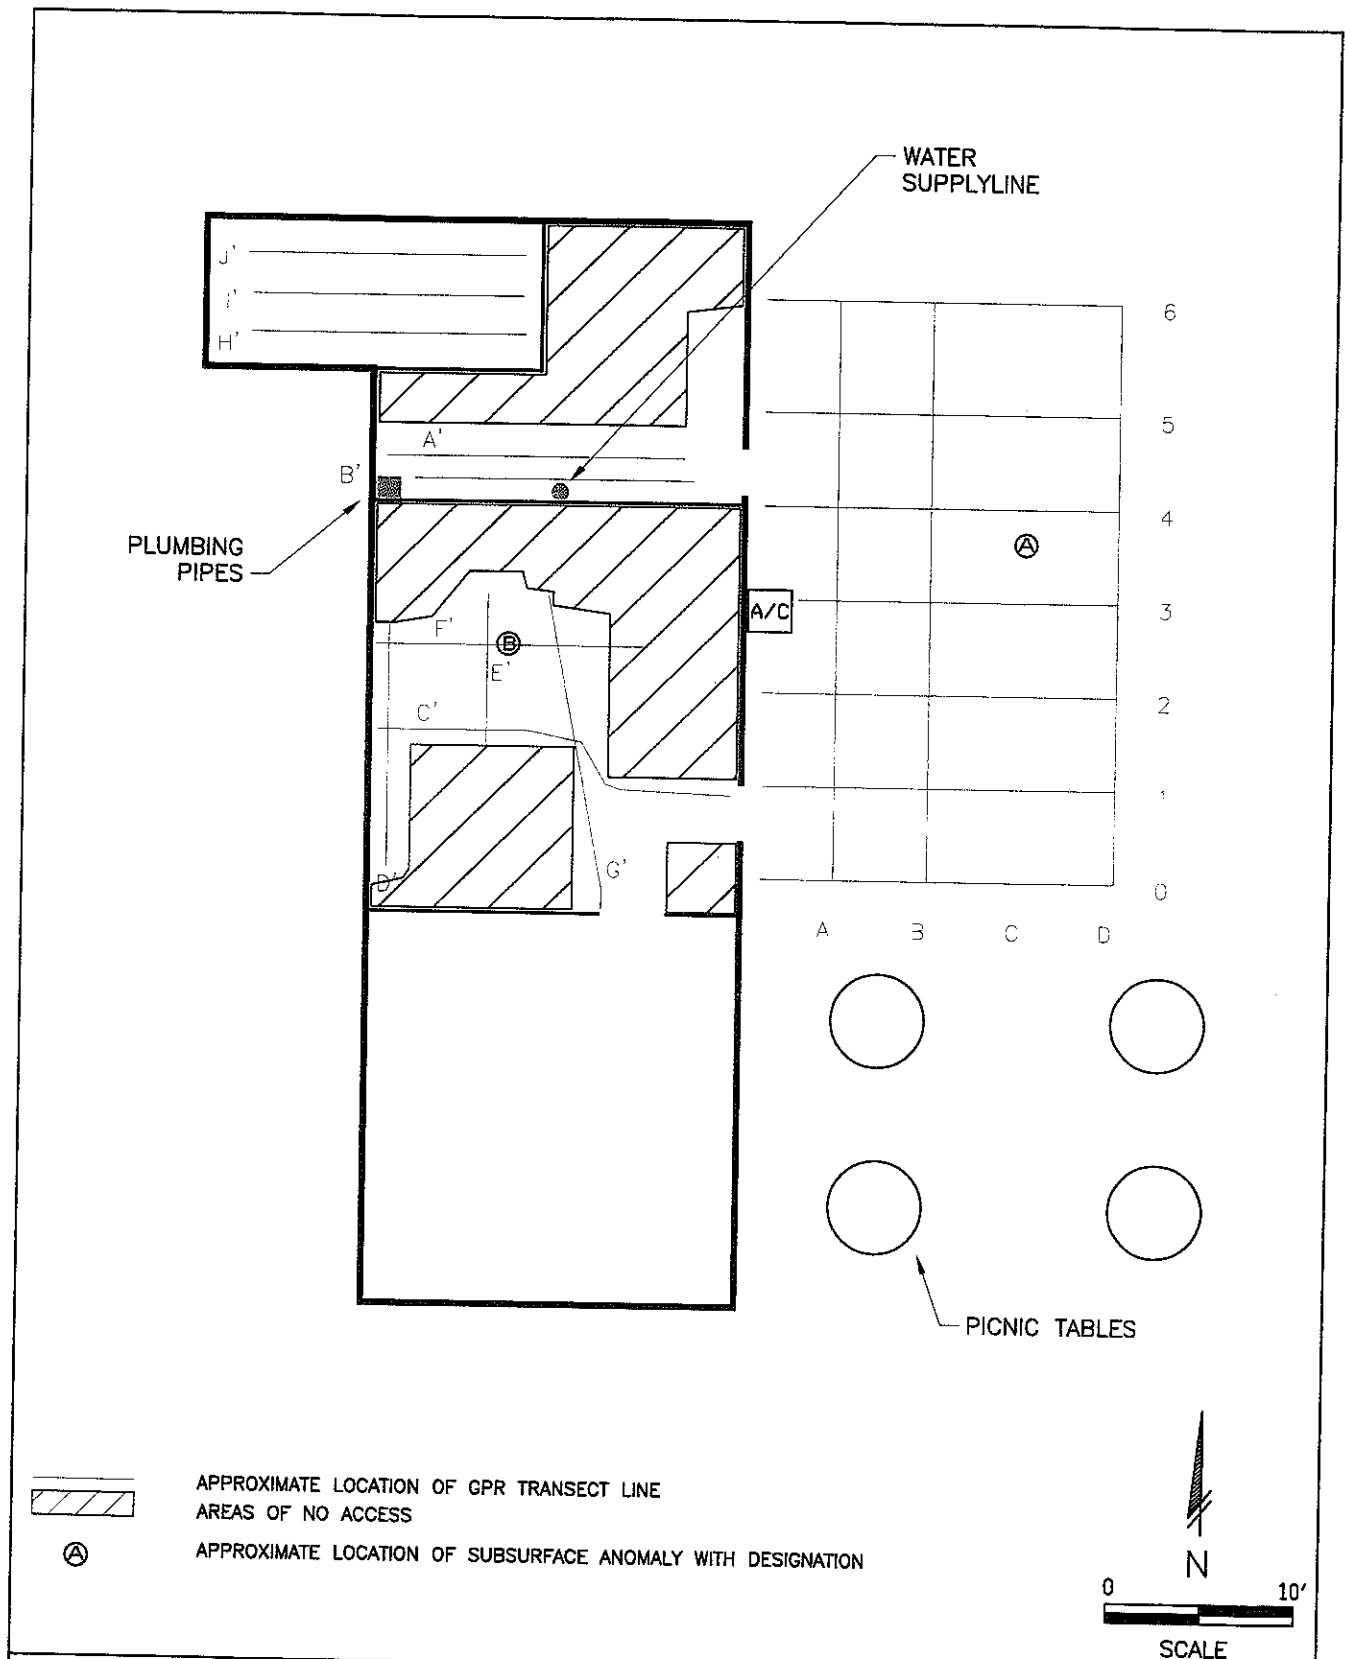 WATER
SUPPLYLINE
J'
I'
H'
6
5
A'
B'
4
PLUMBING
PIPES
A
3
A/C
F'
B
E'
2
C'
1
G'
D'
0
A B C D
PICNIC TABLES
APPROXIMATE LOCATION OF GPR TRANSECT LINE
AREAS OF NO ACCESS
A APPROXIMATE LOCATION OF SUBSURFACE ANOMALY WITH DESIGNATION
N
0 10'
SCALE